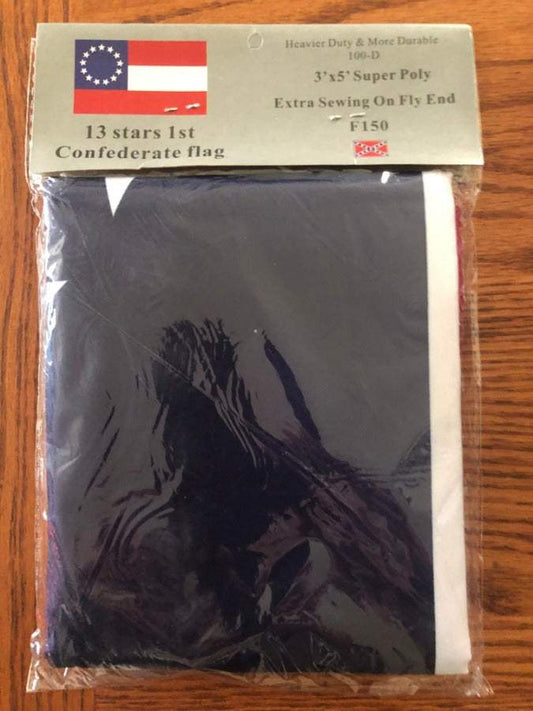 Heavier Duty & More Durable
100-D
3'x5' Super Poly
Extra Sewing On Fly End
F150
13 stars 1st
Confederate flag